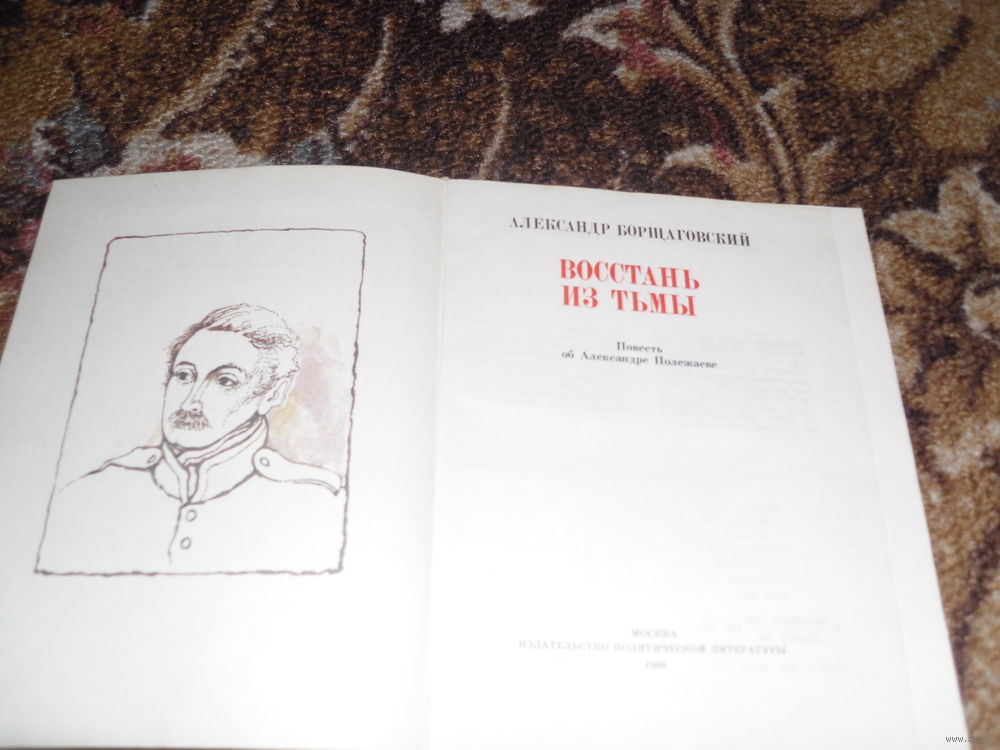 АЛЕКСАНДР БОРЩАГОВСКИЙ
ВОССТАНЬ
ИЗ ТЬМЫ
Повесть
об Александре Полежаеве
МОСКВА
ИЗДАТЕЛЬСТВО ПОЛИТИЧЕСКОЙ ЛИТЕРАТУРЫ